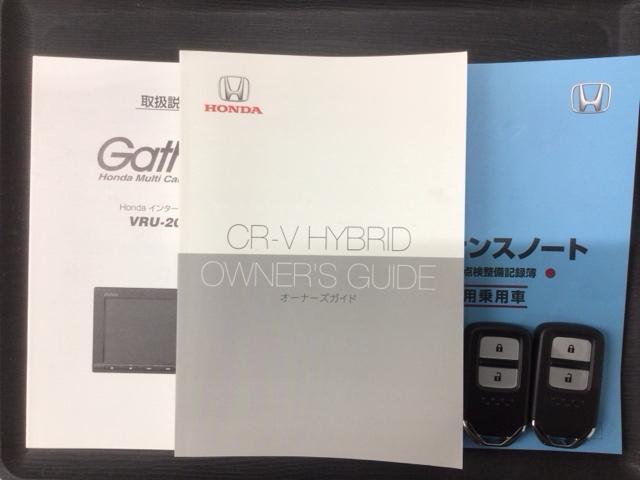 取扱説
Gath
Honda Multi Ca
Honda インター
VRU-20
HONDA
CR-V HYBRID
OWNER'S GUIDE
オーナーズガイド
ンスノート
点検整備記録簿
用乗用車